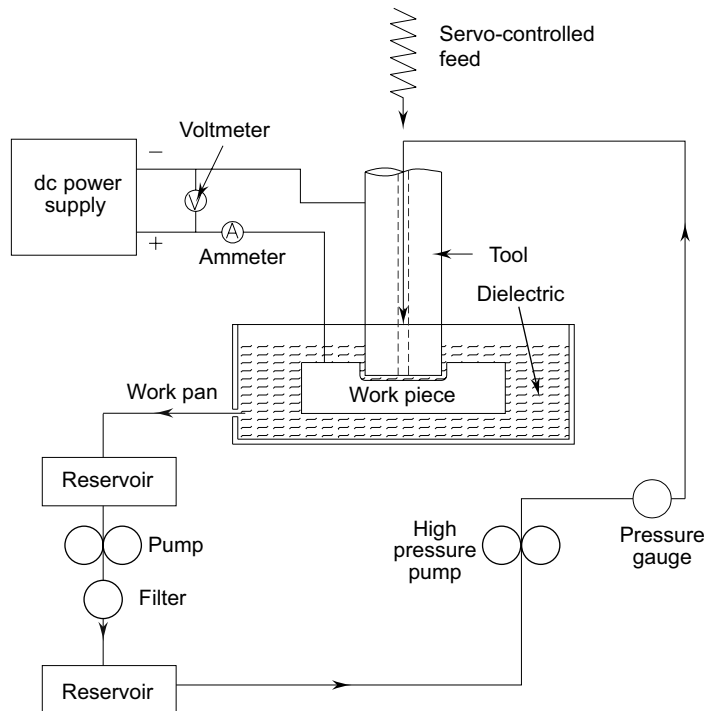 Servo-controlled
feed
Voltmeter
−
dc power
supply
V
+
A
Ammeter
Tool
Dielectric
Work piece
Work pan
Reservoir
Pump
High
pressure
pump
Pressure
gauge
Filter
Reservoir